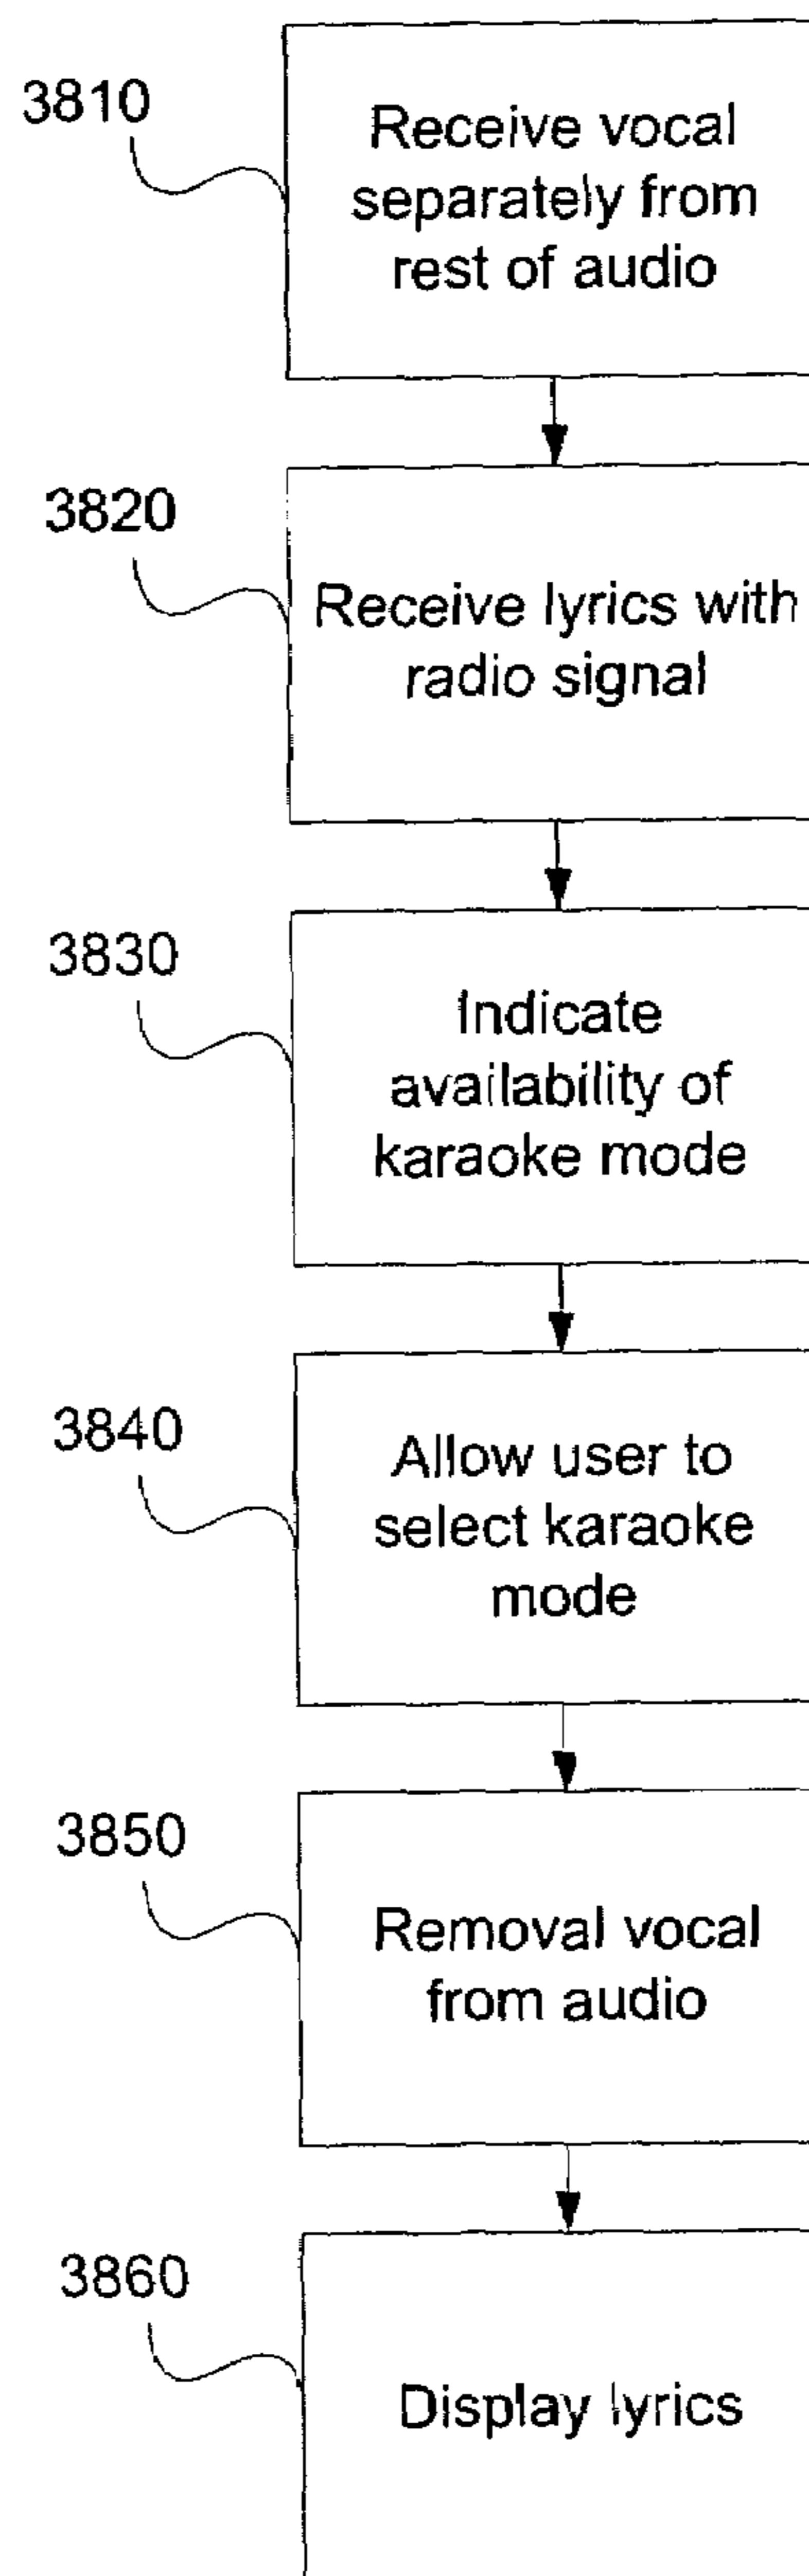 3810
Receive vocal
separately from
rest of audio
3820
Receive lyrics with
radio signal
3830
Indicate
availability of
karaoke mode
3840
Allow user to
select karaoke
mode
3850
Removal vocal
from audio
3860
Display lyrics